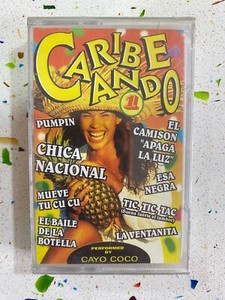 CARIBE
ANDO
1
PUMPIN
CHICA
NACIONAL
MUEVE
TU CU CU
EL BAILE
DE LA
BOTELLA
EL
CAMISON
"APAGA
LA LUZ"
ESA
NEGRA
TIC, TIC TAC
LA VENTANITA
PERFORMED
BY
CAYO COCO